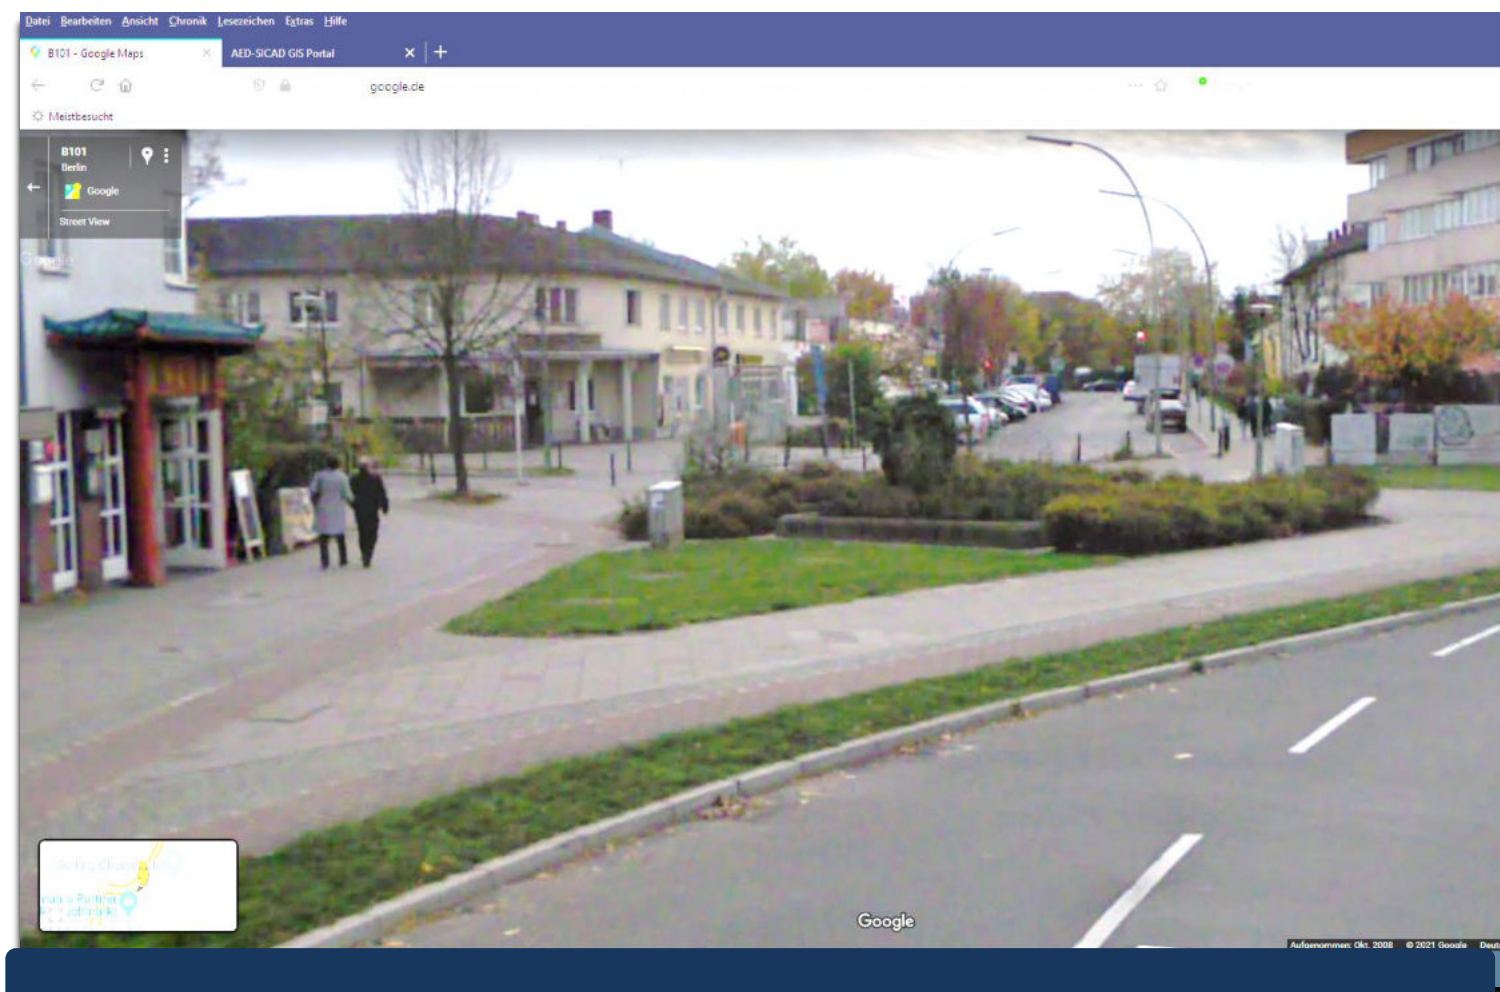 Datei Bearbeiten Ansicht Chronik Lesezeichen Extras Hilfe
B101 - Google Maps
AED-SICAD GIS Portal
google.de
Meistbesucht
B101
Berlin
Google
Street View
Google
Google
Aufgenommen: Okt. 2008 © 2021 Google